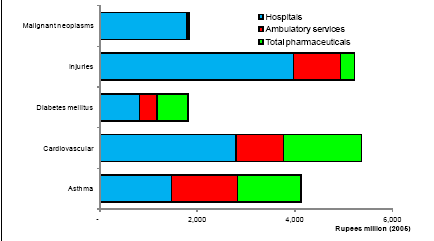 Hospitals
Malignant neoplasms
Ambulatory services
Total pharmaceuticals
Injuries
Diabetes mellitus
Cardiovascular
Asthma
- 2,000 4,000 6,000
Rupees million (2005)